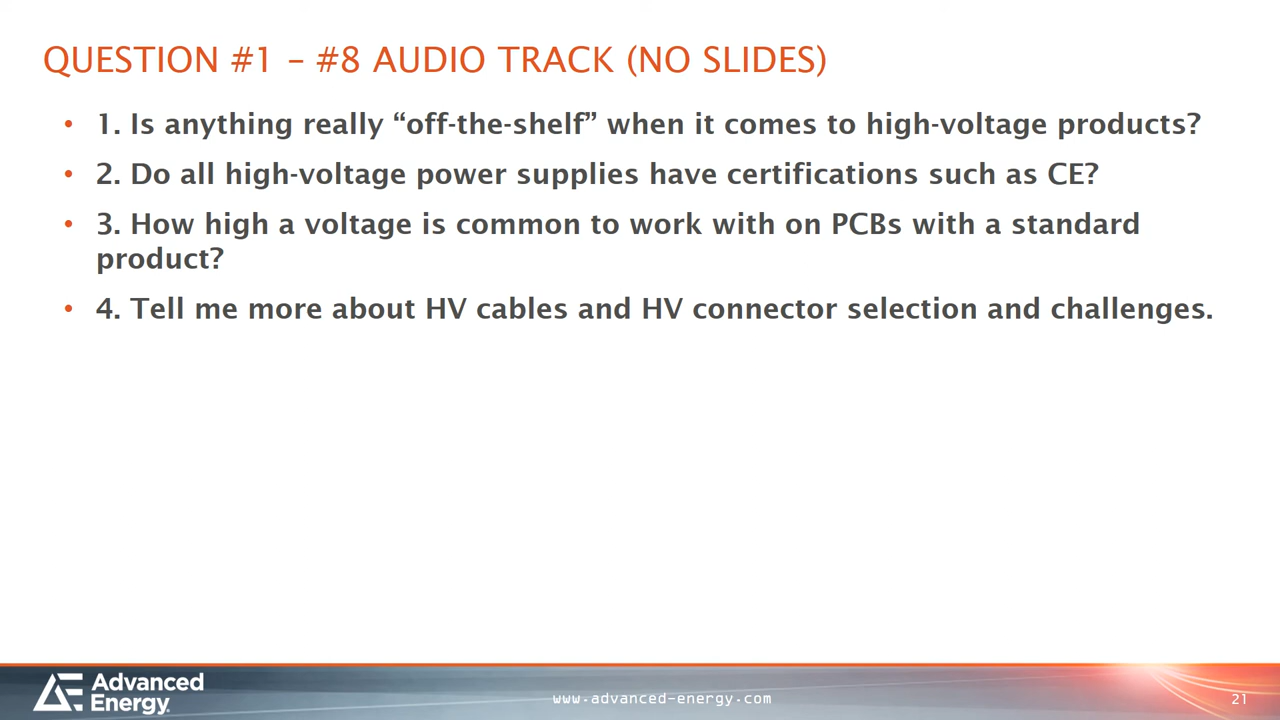 QUESTION #1 – #8 AUDIO TRACK (NO SLIDES)
• 1. Is anything really “off-the-shelf” when it comes to high-voltage products?
• 2. Do all high-voltage power supplies have certifications such as CE?
• 3. How high a voltage is common to work with on PCBs with a standard
product?
• 4. Tell me more about HV cables and HV connector selection and challenges.
Advanced
Energy
www.advanced-energy.com
21